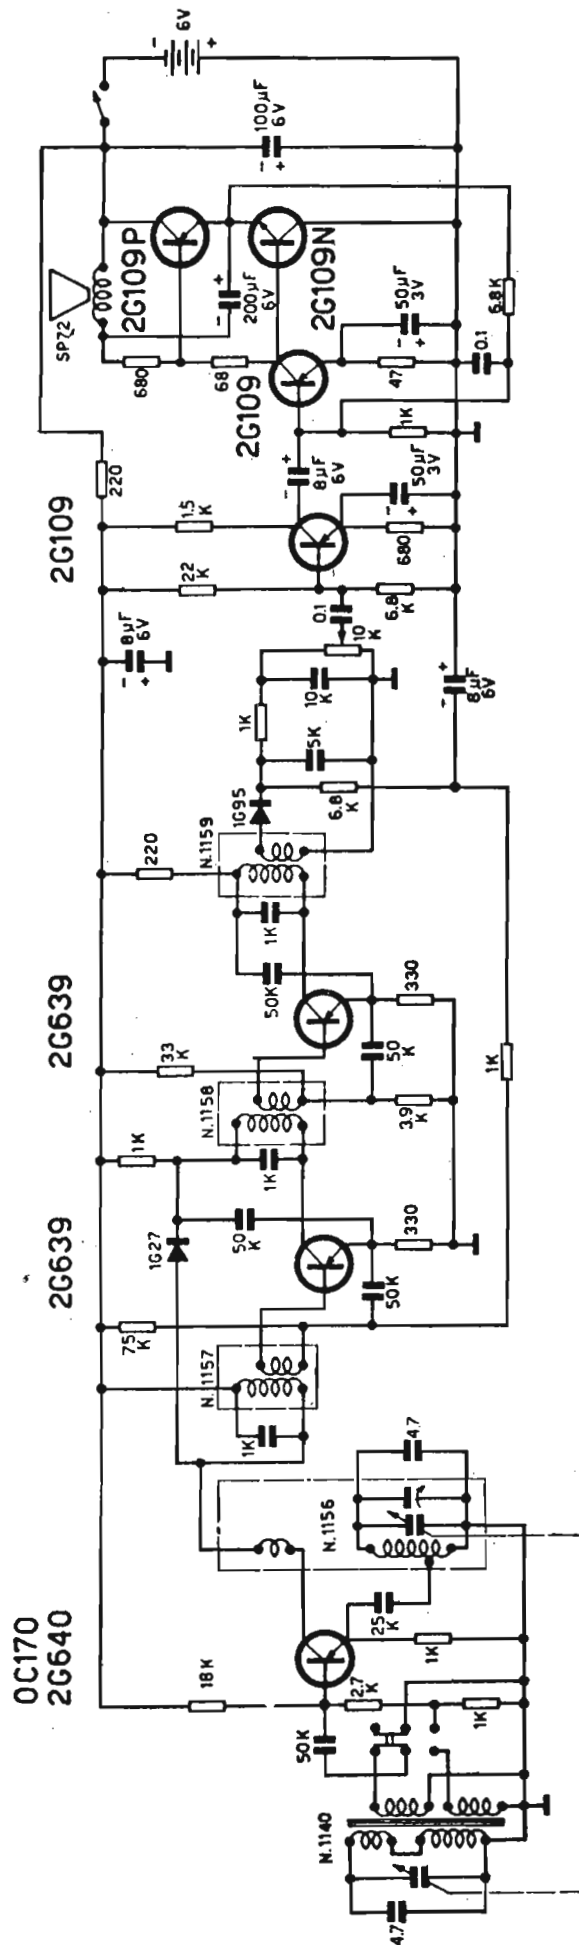 OC170
2G640
2G639
2G639
2G109
2G109
2G109P
2G109N
N.1140
4.7
50K
18K
2.7
K
1K
1K
25
K
N.1156
4.7
1K
N.1157
75
K
1G27
50
K
50K
330
1K
1K
N.1158
33
K
3.9
K
50
K
330
50K
1K
220
N.1159
1G95
6.8
K
5K
1K
10
K
10
K
0.1
8µF
6V
8µF
6V
1K
22
K
1.5
K
6.8
K
680
50µF
3V
220
8µF
6V
1K
0.1
6.8K
47
50µF
3V
68
680
200µF
6V
SP72
100µF
6V
6V